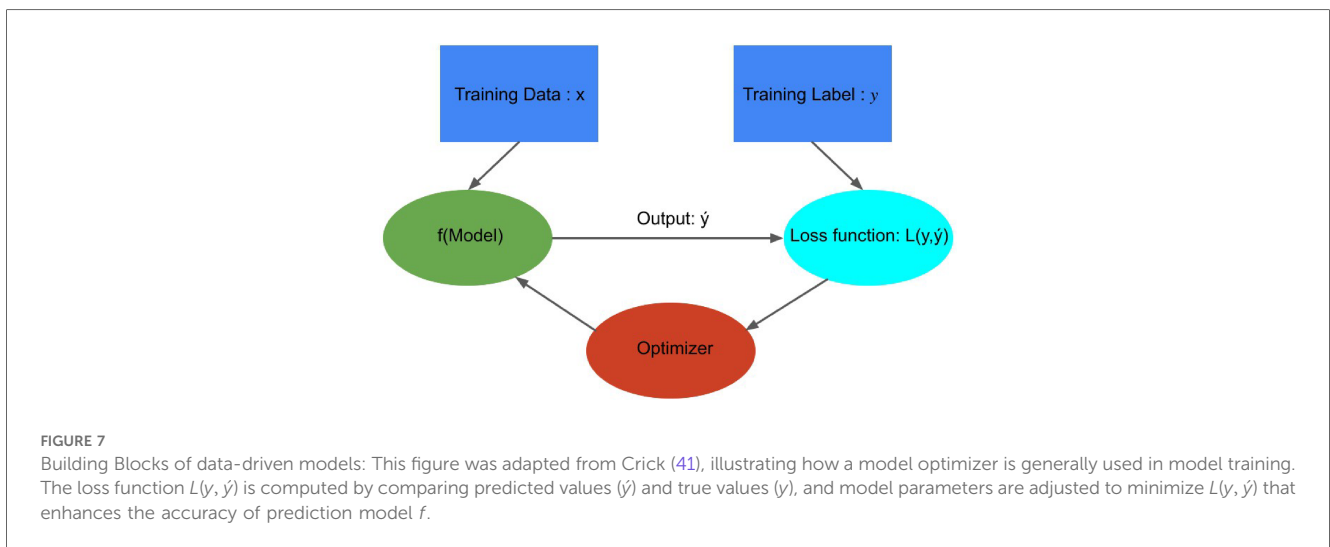 Training Data : x
Training Label : y
Output: ý
f(Model)
Loss function: L(y,ý)
Optimizer
FIGURE 7
Building Blocks of data-driven models: This figure was adapted from Crick (41), illustrating how a model optimizer is generally used in model training.
The loss function L(y, ý) is computed by comparing predicted values (ý) and true values (y), and model parameters are adjusted to minimize L(y, ý) that
enhances the accuracy of prediction model f.